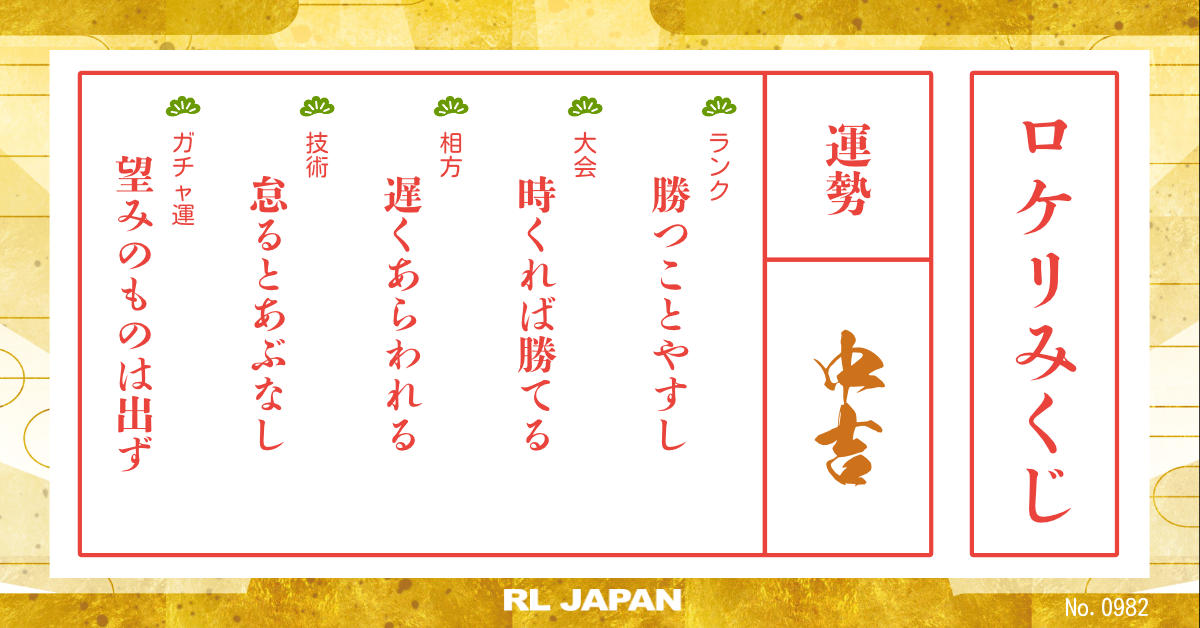 ロケリみくじ
運勢
中吉
ランク
勝つことやすし
大会
時くれば勝てる
相方
遅くあらわれる
技術
怠るとあぶなし
ガチャ運
望みのものは出ず
RL JAPAN
No. 0982